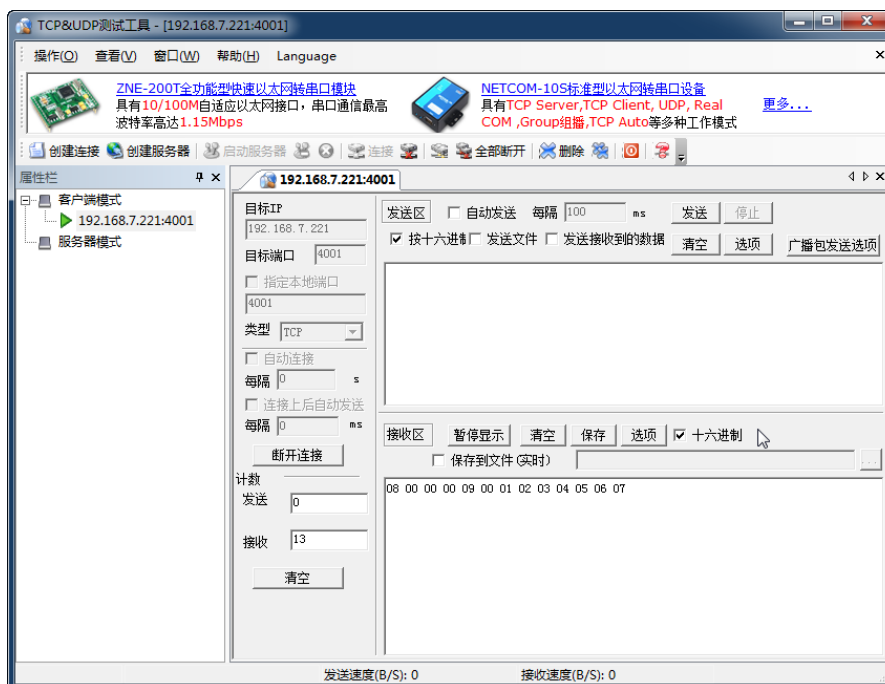 TCP&UDP测试工具 - [192.168.7.221:4001]
操作(O) 查看(V) 窗口(W) 帮助(H) Language
ZNE-200T全功能型快速以太网转串口模块
具有10/100M自适应以太网接口，串口通信最高
波特率高达1.15Mbps
NETCOM-10S标准型以太网转串口设备
具有TCP Server,TCP Client, UDP, Real
COM ,Group组播,TCP Auto等多种工作模式
更多...
创建连接 创建服务器 启动服务器 连接 全部断开 删除
属性栏
客户端模式
192.168.7.221:4001
服务器模式
192.168.7.221:4001
目标IP
192.168.7.221
目标端口 4001
指定本地端口
4001
类型 TCP
自动连接
每隔 0 s
连接上后自动发送
每隔 0 ms
断开连接
计数
发送 0
接收 13
清空
发送区 自动发送 每隔 100 ms 发送 停止
按十六进制 发送文件 发送接收到的数据 清空 选项 广播包发送选项
接收区 暂停显示 清空 保存 选项 十六进制
保存到文件(实时) ...
08 00 00 00 09 00 01 02 03 04 05 06 07
发送速度(B/S): 0 接收速度(B/S): 0